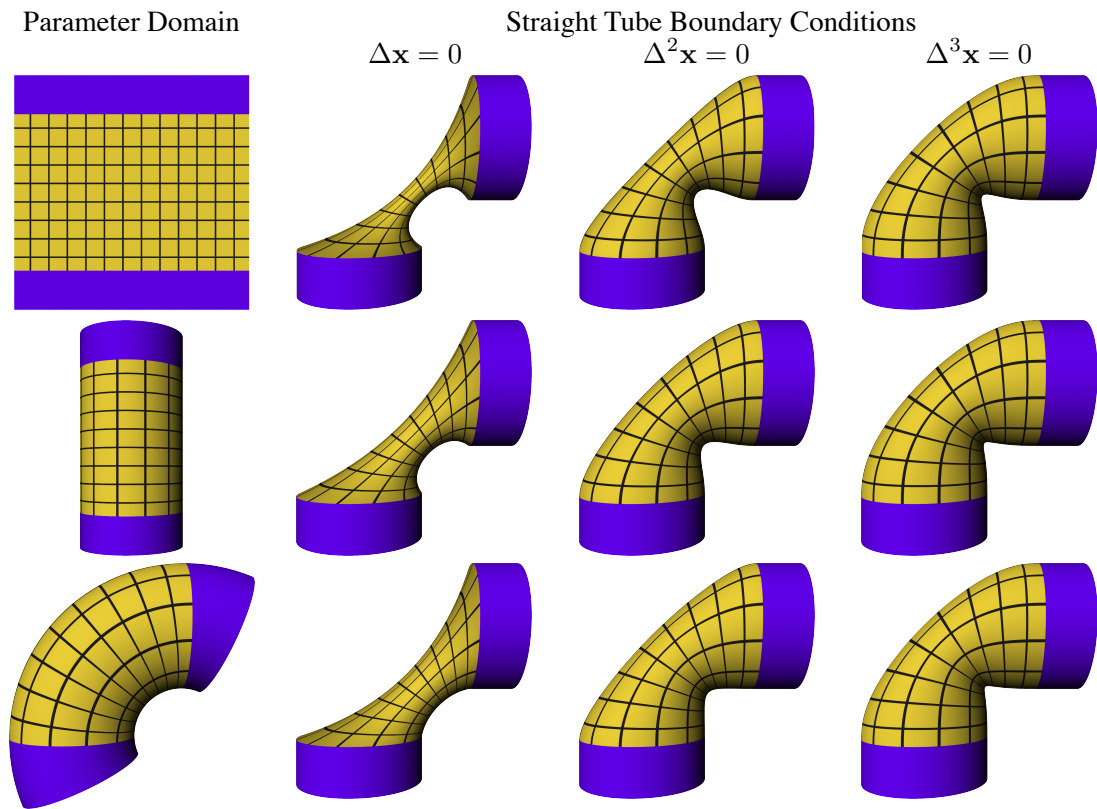 Parameter Domain
Straight Tube Boundary Conditions
Δx = 0
Δ²x = 0
Δ³x = 0